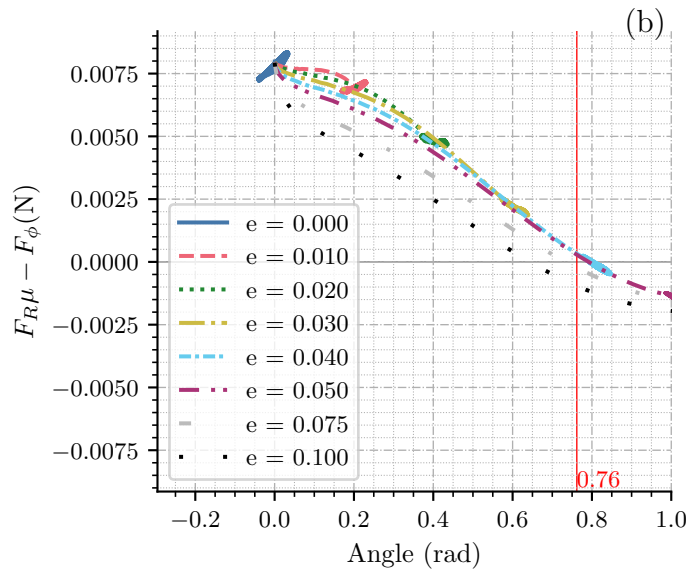 (b)
0.0075
0.0050
0.0025
0.0000
−0.0025
−0.0050
−0.0075
F_Rμ − F_ϕ(N)
e = 0.000
e = 0.010
e = 0.020
e = 0.030
e = 0.040
e = 0.050
e = 0.075
e = 0.100
0.76
−0.2 0.0 0.2 0.4 0.6 0.8 1.0
Angle (rad)